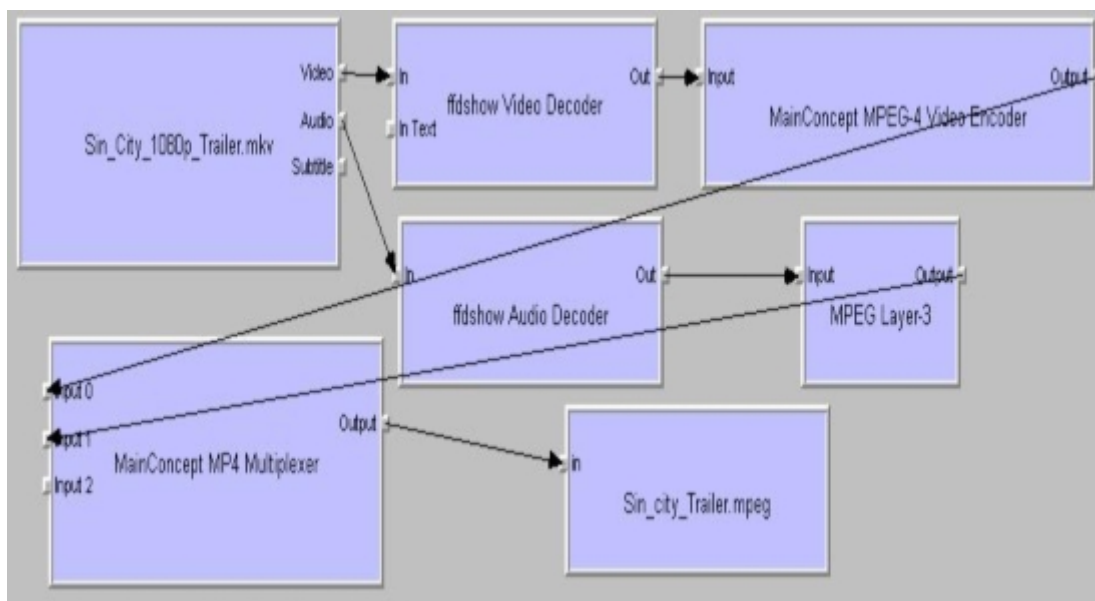 Sin_City_1080p_Trailer.mkv
Video
Audio
Subtitle
In
In Text
ffdshow Video Decoder
Out
Input
MainConcept MPEG-4 Video Encoder
Output
In
ffdshow Audio Decoder
Out
Input
MPEG Layer-3
Output
Input 0
Input 1
Input 2
MainConcept MP4 Multiplexer
Output
in
Sin_city_Trailer.mpeg